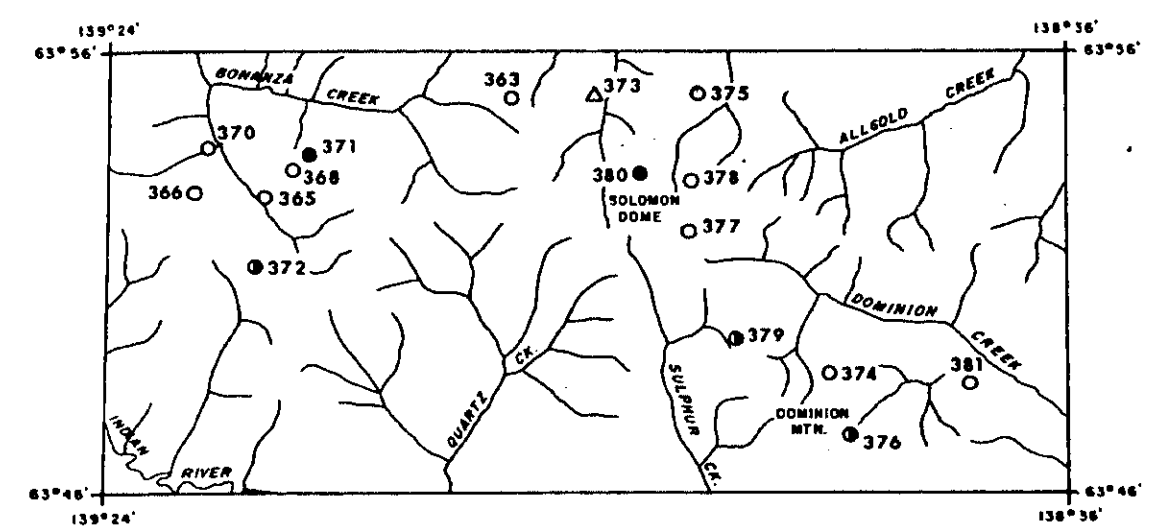 139°24'
138°36'
63°56'
63°56'
BONANZA
CREEK
363
373
375
ALLGOLD
CREEK
370
371
368
366
365
380
SOLOMON
DOME
378
377
372
DOMINION
CREEK
379
374
381
QUARTZ
CK.
SULPHUR
CK.
DOMINION
MTN.
376
INDIAN
RIVER
63°46'
63°46'
139°24'
138°36'